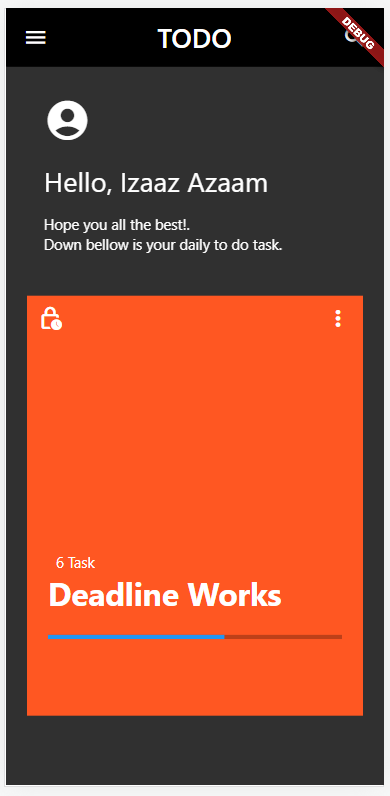 TODO
DEBUG
Hello, Izaaz Azaam
Hope you all the best!.
Down bellow is your daily to do task.
6 Task
Deadline Works